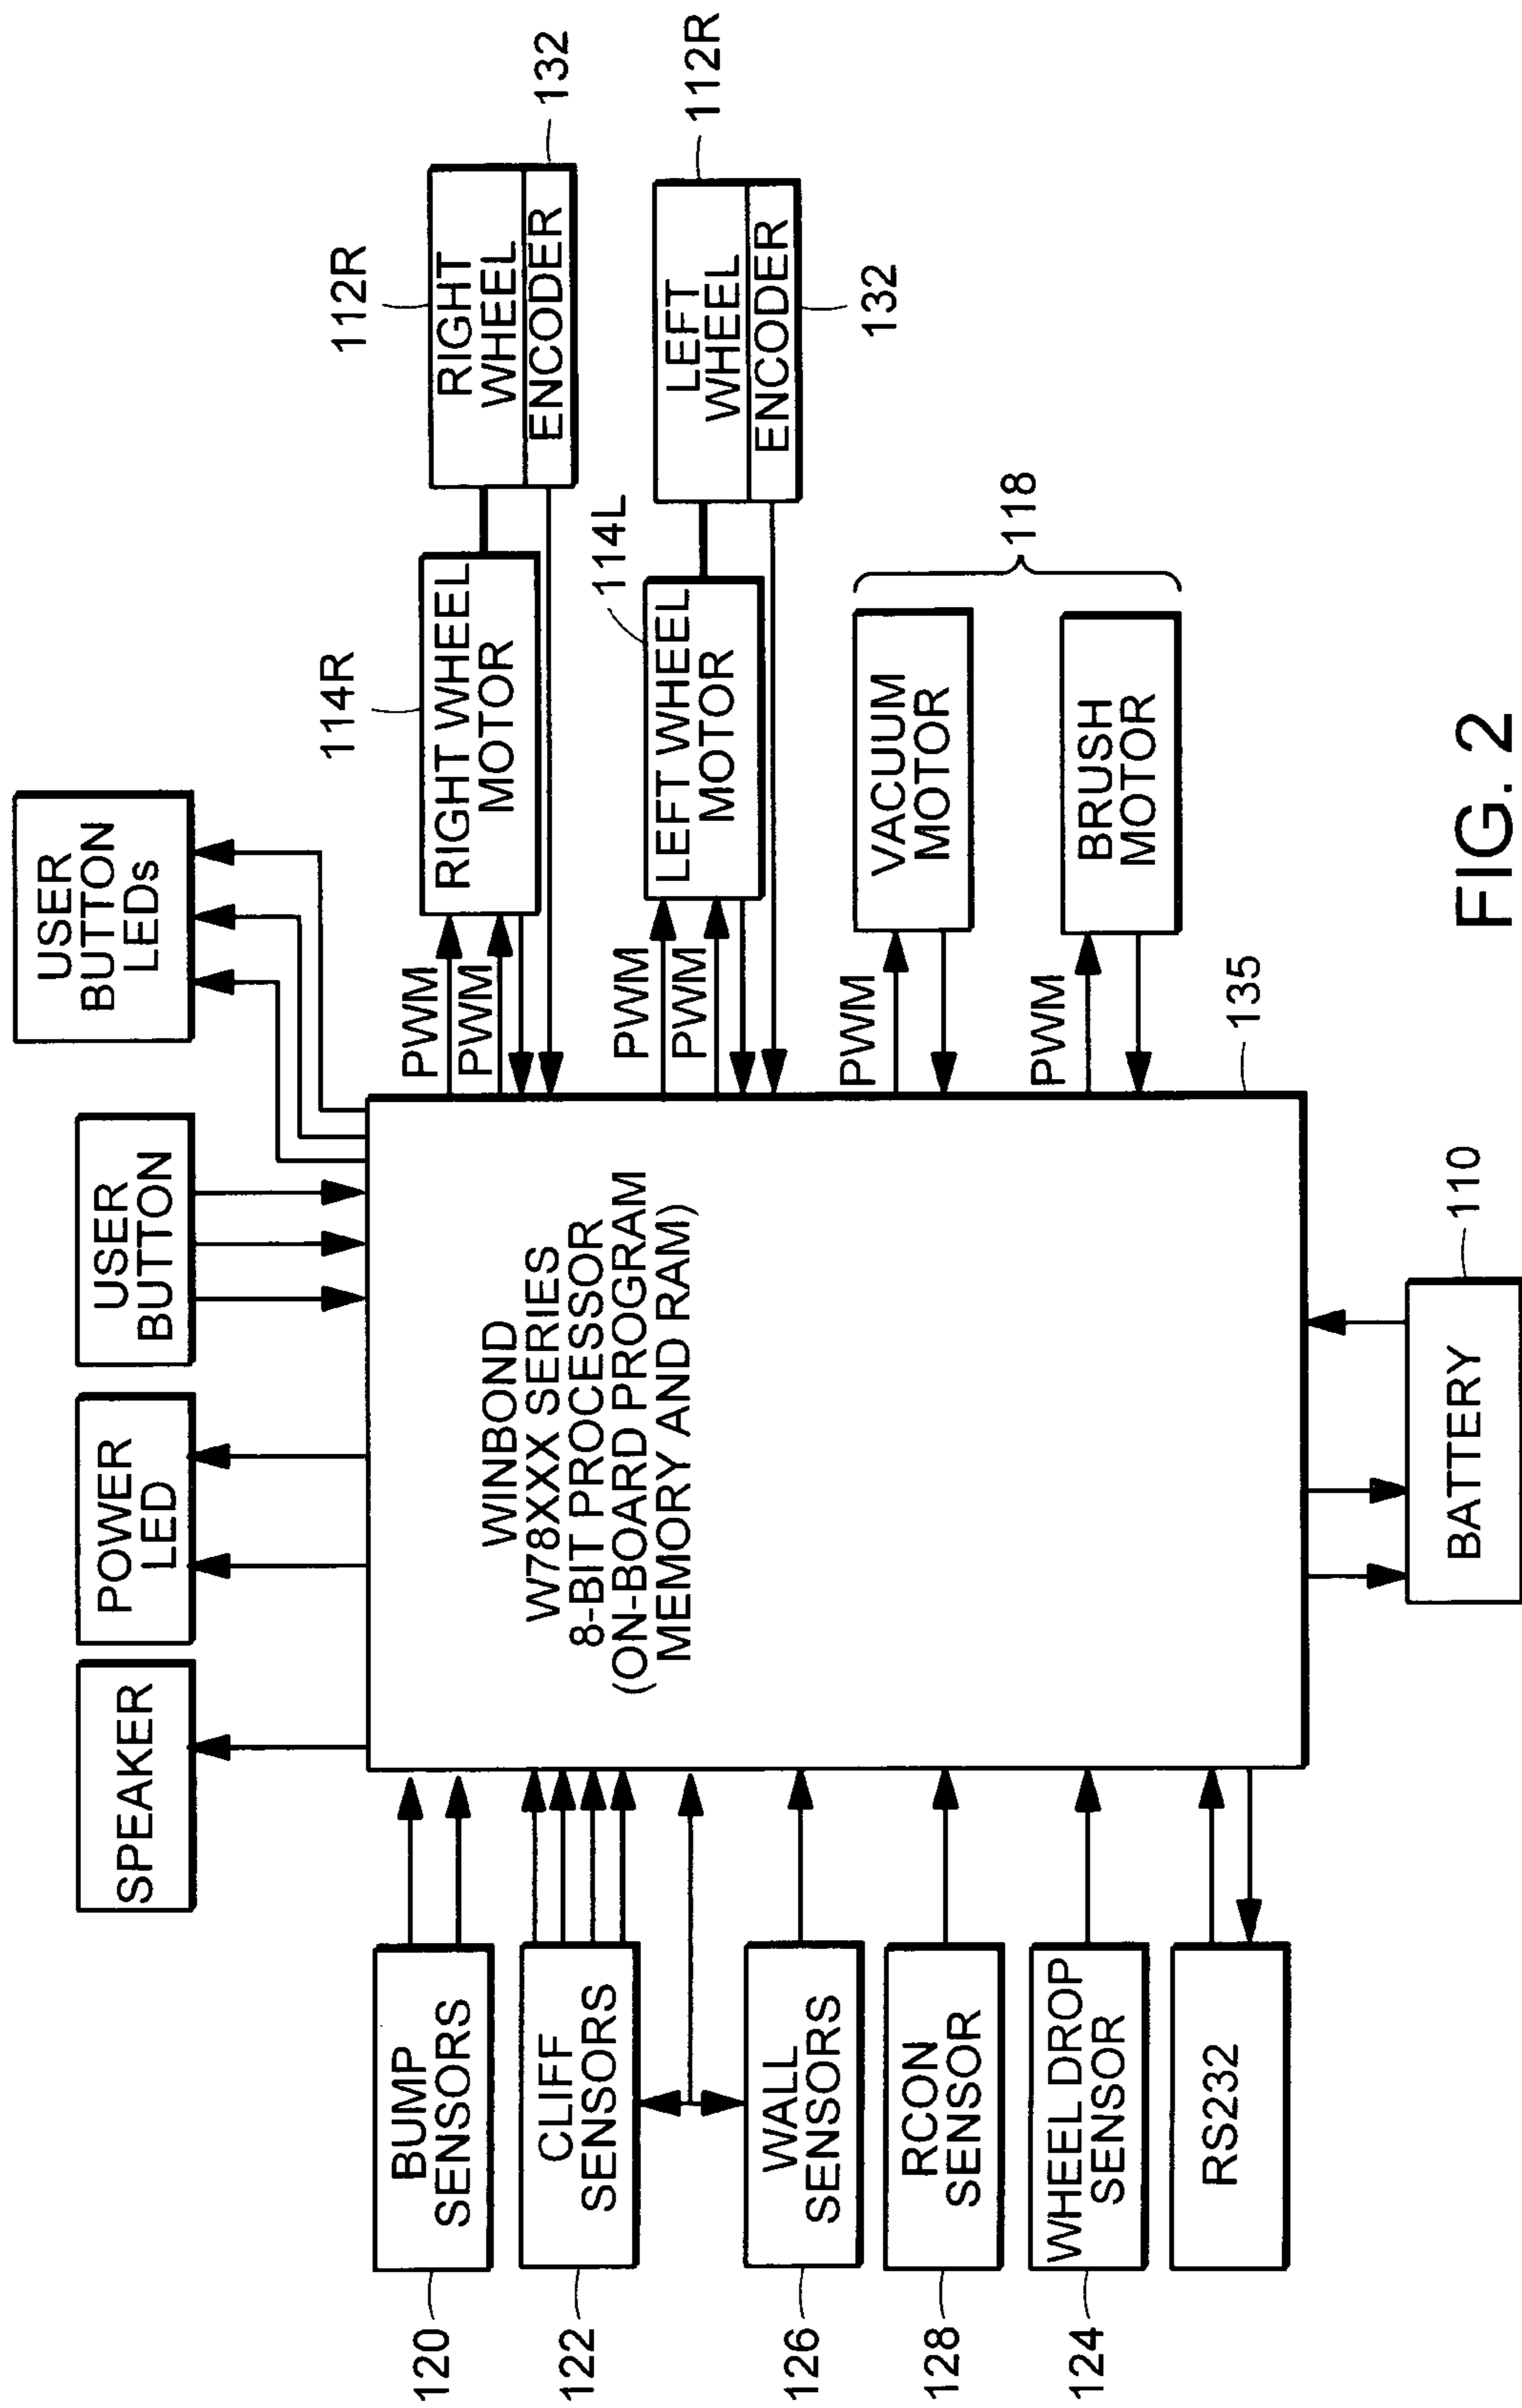 SPEAKER
POWER
LED
USER
BUTTON
USER
BUTTON
LEDs
120
BUMP
SENSORS
122
CLIFF
SENSORS
126
WALL
SENSORS
128
RCON
SENSOR
124
WHEEL DROP
SENSOR
RS232
WINBOND
W78XXX SERIES
8-BIT PROCESSOR
(ON-BOARD PROGRAM
MEMORY AND RAM)
135
PWM
PWM
114R
RIGHT WHEEL
MOTOR
112R
RIGHT
WHEEL
ENCODER
132
PWM
PWM
114L
LEFT WHEEL
MOTOR
112R
LEFT
WHEEL
ENCODER
132
PWM
VACUUM
MOTOR
118
PWM
BRUSH
MOTOR
BATTERY
110
FIG. 2